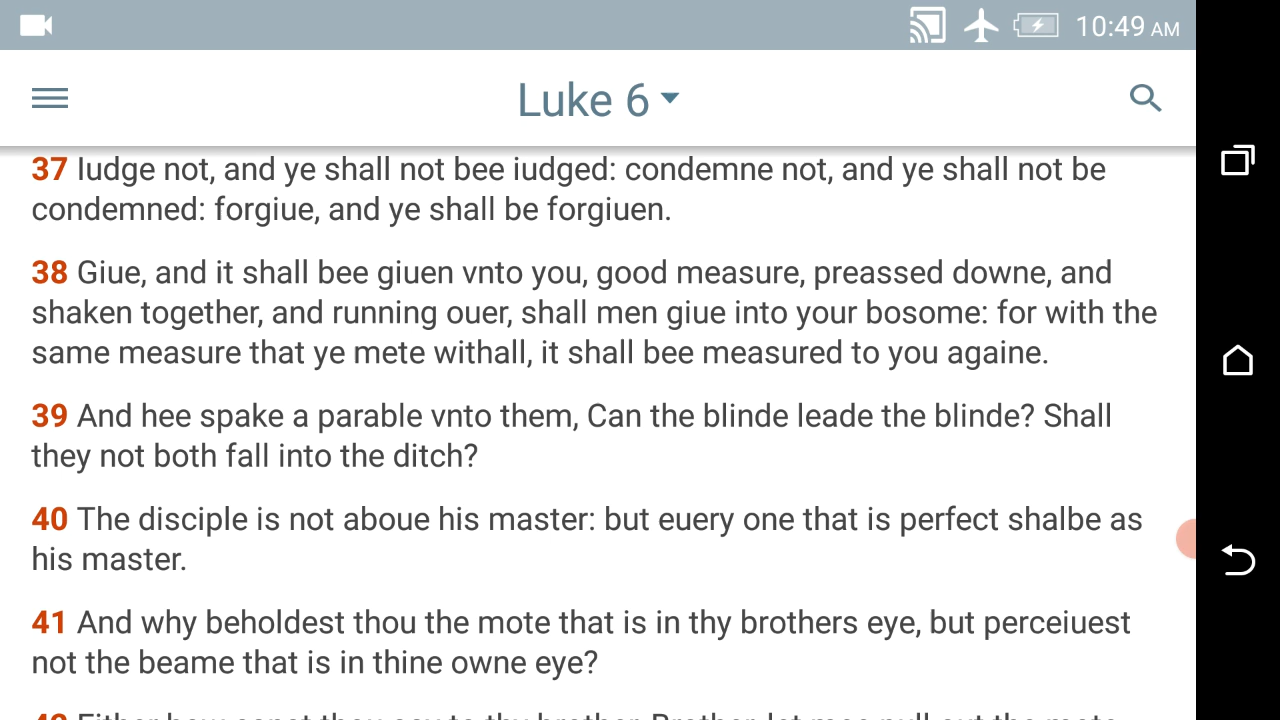 10:49 AM
Luke 6
37 Iudge not, and ye shall not bee iudged: condemne not, and ye shall not be
condemned: forgiue, and ye shall be forgiuen.
38 Giue, and it shall bee giuen vnto you, good measure, preassed downe, and
shaken together, and running ouer, shall men giue into your bosome: for with the
same measure that ye mete withall, it shall bee measured to you againe.
39 And hee spake a parable vnto them, Can the blinde leade the blinde? Shall
they not both fall into the ditch?
40 The disciple is not aboue his master: but euery one that is perfect shalbe as
his master.
41 And why beholdest thou the mote that is in thy brothers eye, but perceiuest
not the beame that is in thine owne eye?